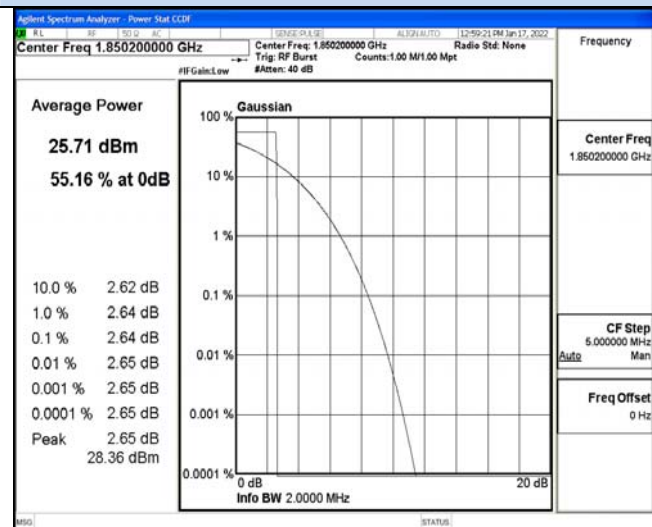 Agilent Spectrum Analyzer - Power Stat CCDF
RL RF 50 Ω AC SENSE:PULSE ALIGN AUTO 12:59:21 PM Jan 17, 2022
Center Freq 1.850200000 GHz
Center Freq: 1.850200000 GHz Radio Std: None
Trig: RF Burst Counts:1.00 M/1.00 Mpt
#IFGain:Low #Atten: 40 dB
Frequency
Average Power
25.71 dBm
55.16 % at 0dB
10.0 % 2.62 dB
1.0 % 2.64 dB
0.1 % 2.64 dB
0.01 % 2.65 dB
0.001 % 2.65 dB
0.0001 % 2.65 dB
Peak 2.65 dB
28.36 dBm
Gaussian
100 %
10 %
1 %
0.1 %
0.01 %
0.001 %
0.0001 %
0 dB 20 dB
Info BW 2.0000 MHz
Center Freq
1.850200000 GHz
CF Step
5.000000 MHz
Auto Man
Freq Offset
0 Hz
MSG STATUS